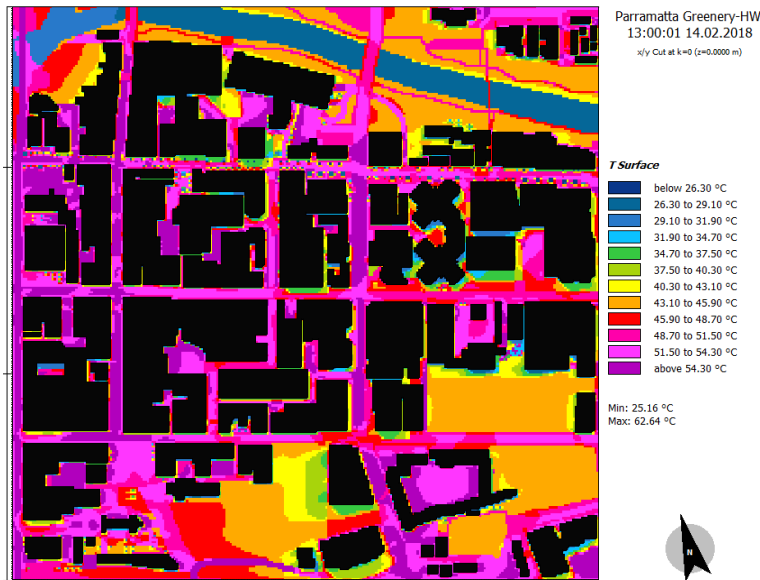 Parramatta Greenery-HW
13:00:01 14.02.2018
x/y Cut at k=0 (z=0.0000 m)
T Surface
below 26.30 °C
26.30 to 29.10 °C
29.10 to 31.90 °C
31.90 to 34.70 °C
34.70 to 37.50 °C
37.50 to 40.30 °C
40.30 to 43.10 °C
43.10 to 45.90 °C
45.90 to 48.70 °C
48.70 to 51.50 °C
51.50 to 54.30 °C
above 54.30 °C
Min: 25.16 °C
Max: 62.64 °C
N